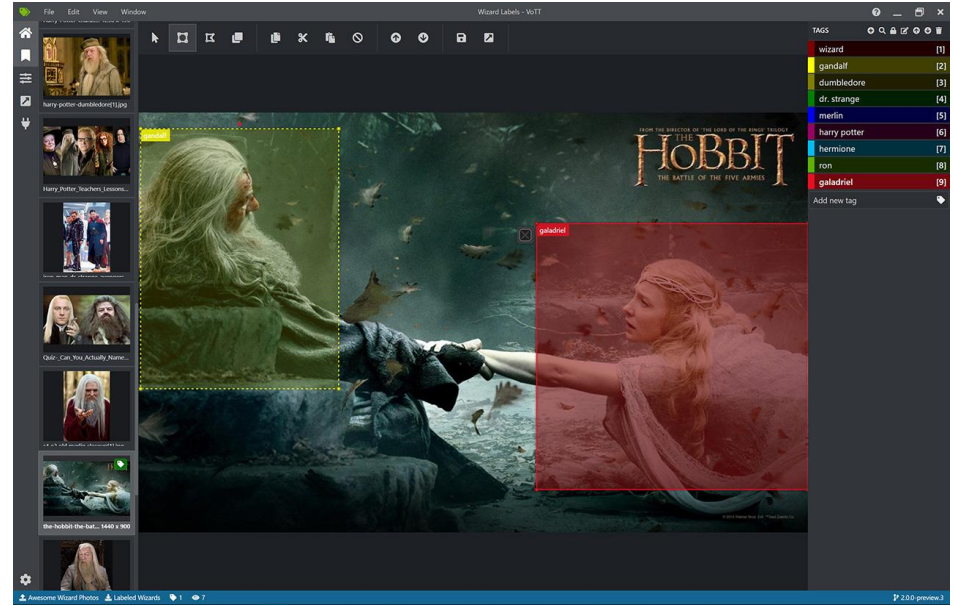 File Edit View Window
Wizard Labels - VoTT
harry-potter-dumbledore[1].jpg
Harry_Potter_Teachers_Lessons...
Quiz-_Can_You_Actually_Name...
the-hobbit-the-bat... 1440 x 900
gandalf
FROM THE DIRECTOR OF 'THE LORD OF THE RINGS' TRILOGY
THE
HOBBIT
THE BATTLE OF THE FIVE ARMIES
galadriel
TAGS
wizard [1]
gandalf [2]
dumbledore [3]
dr. strange [4]
merlin [5]
harry potter [6]
hermione [7]
ron [8]
galadriel [9]
Add new tag
Awesome Wizard Photos Labeled Wizards 1 7
2.0.0-preview.3